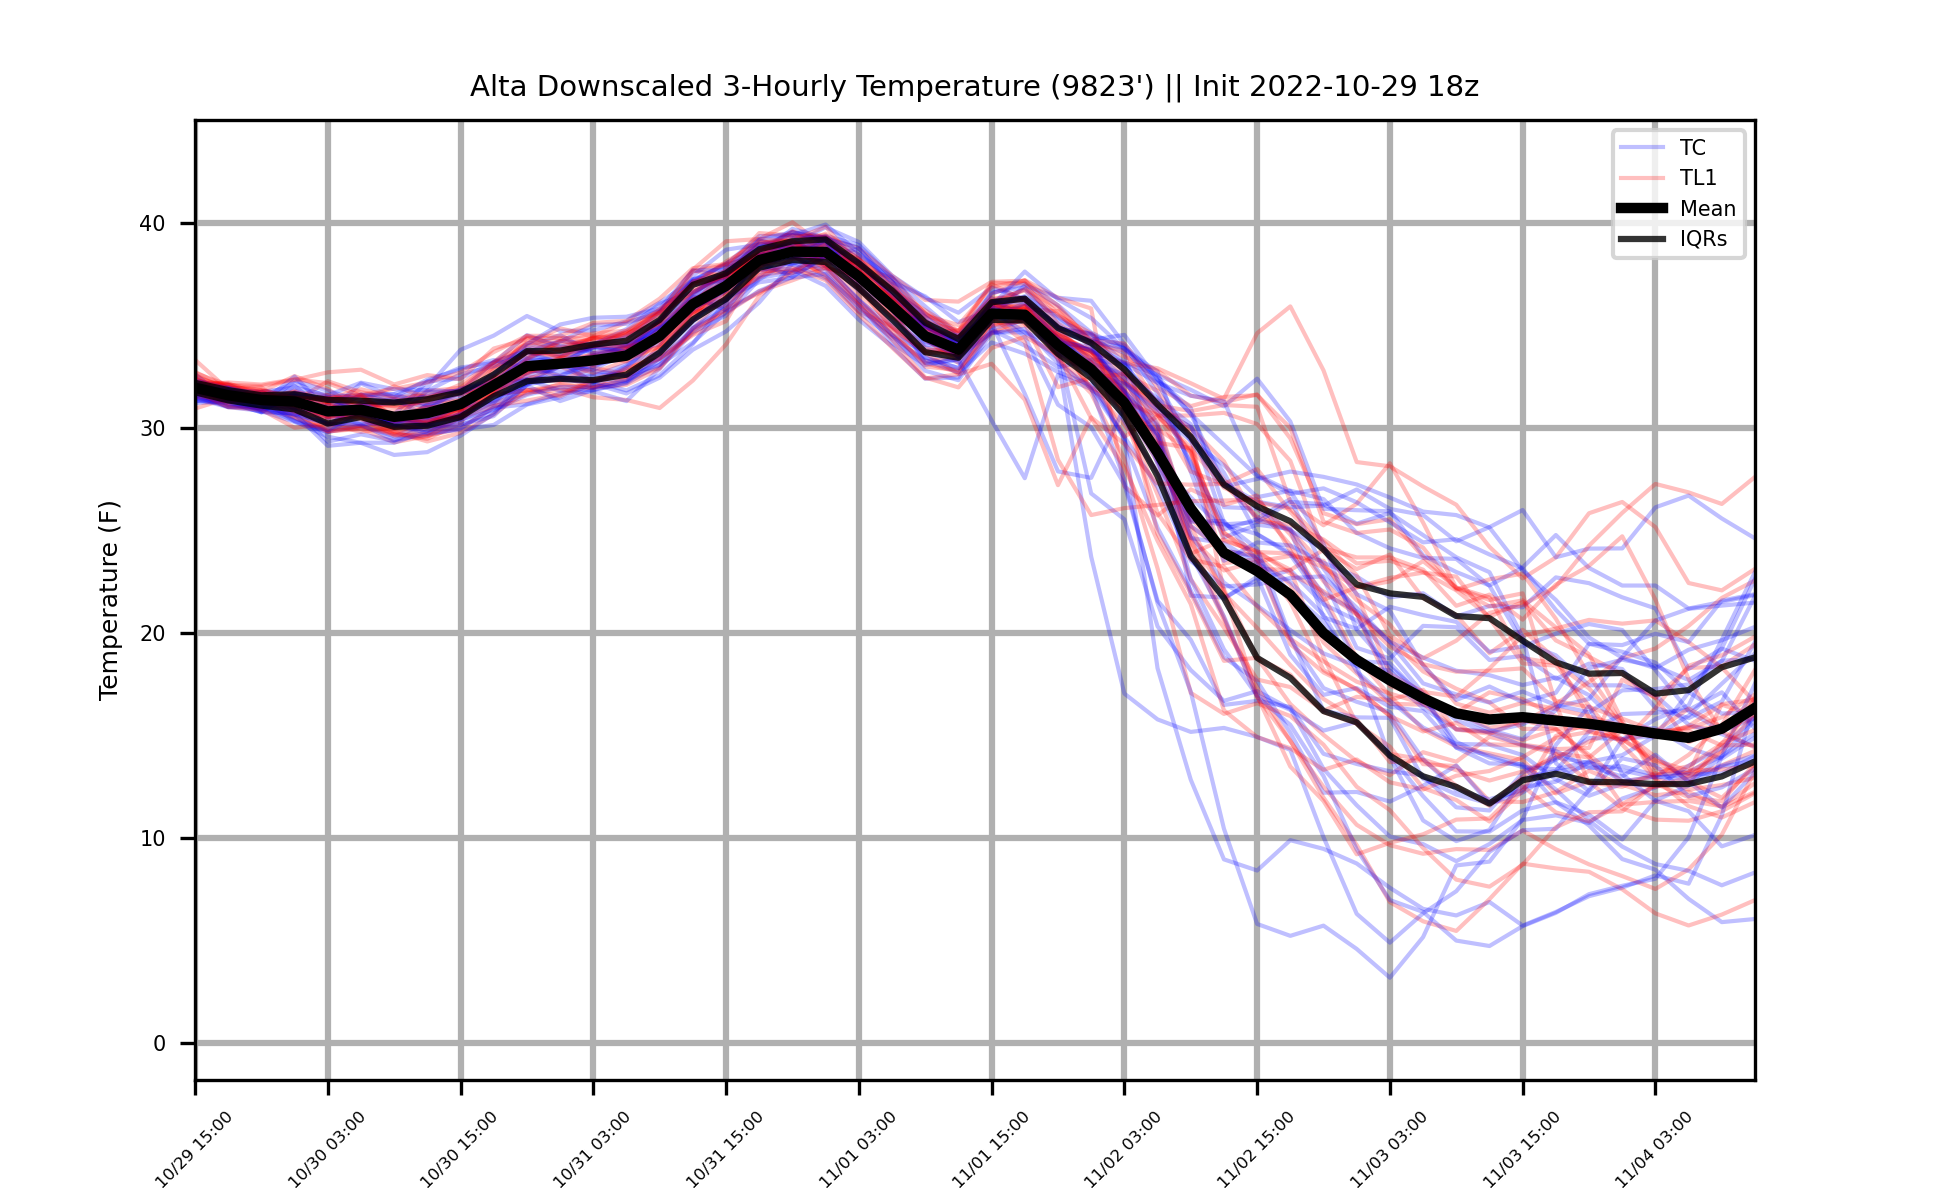 Alta Downscaled 3-Hourly Temperature (9823') || Init 2022-10-29 18z
TC
TL1
Mean
IQRs
Temperature (F)
40
30
20
10
0
10/29 15:00
10/30 03:00
10/30 15:00
10/31 03:00
10/31 15:00
11/01 03:00
11/01 15:00
11/02 03:00
11/02 15:00
11/03 03:00
11/03 15:00
11/04 03:00